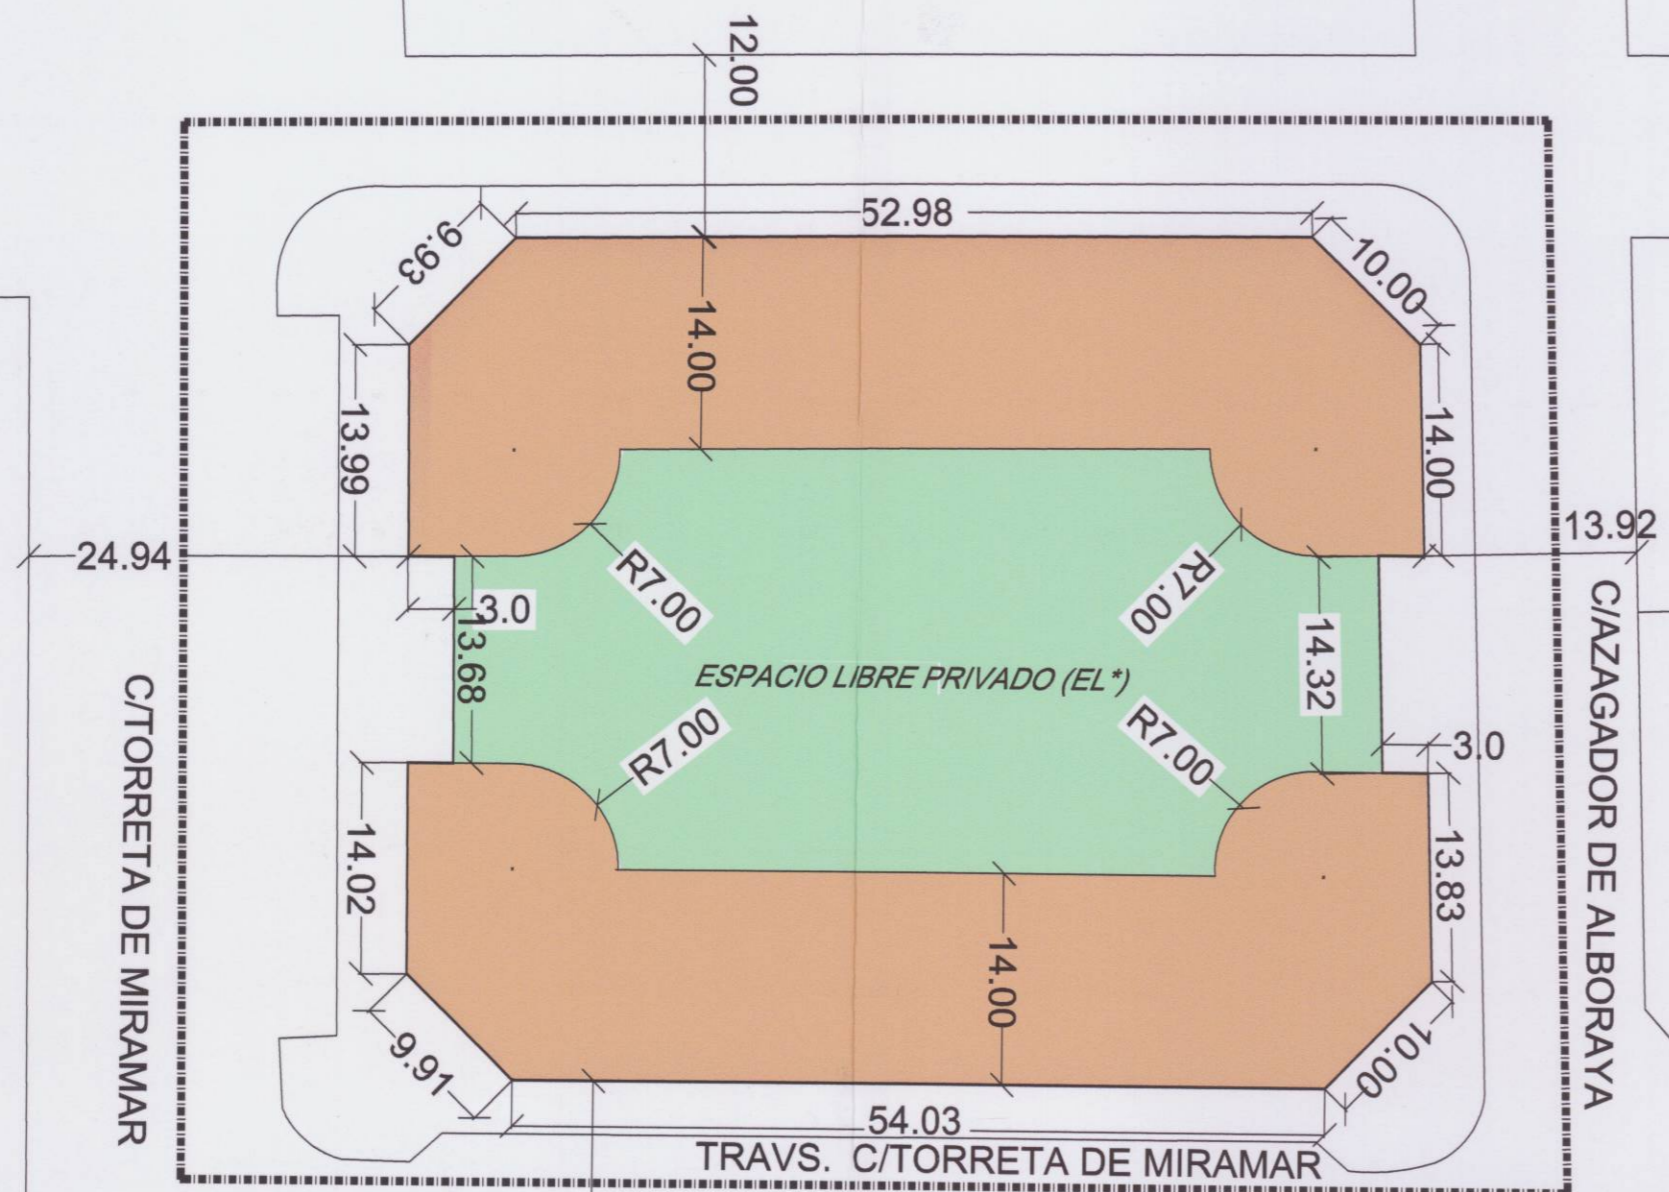 12.00
52.98
9.93
10.00
14.00
13.99
14.00
24.94
13.92
3.0
13.68
R7.00
R7.00
14.32
ESPACIO LIBRE PRIVADO (EL*)
R7.00
R7.00
3.0
C/TORRETA DE MIRAMAR
C/AZAGADOR DE ALBORAYA
14.02
13.83
14.00
9.91
10.00
54.03
TRAVS. C/TORRETA DE MIRAMAR